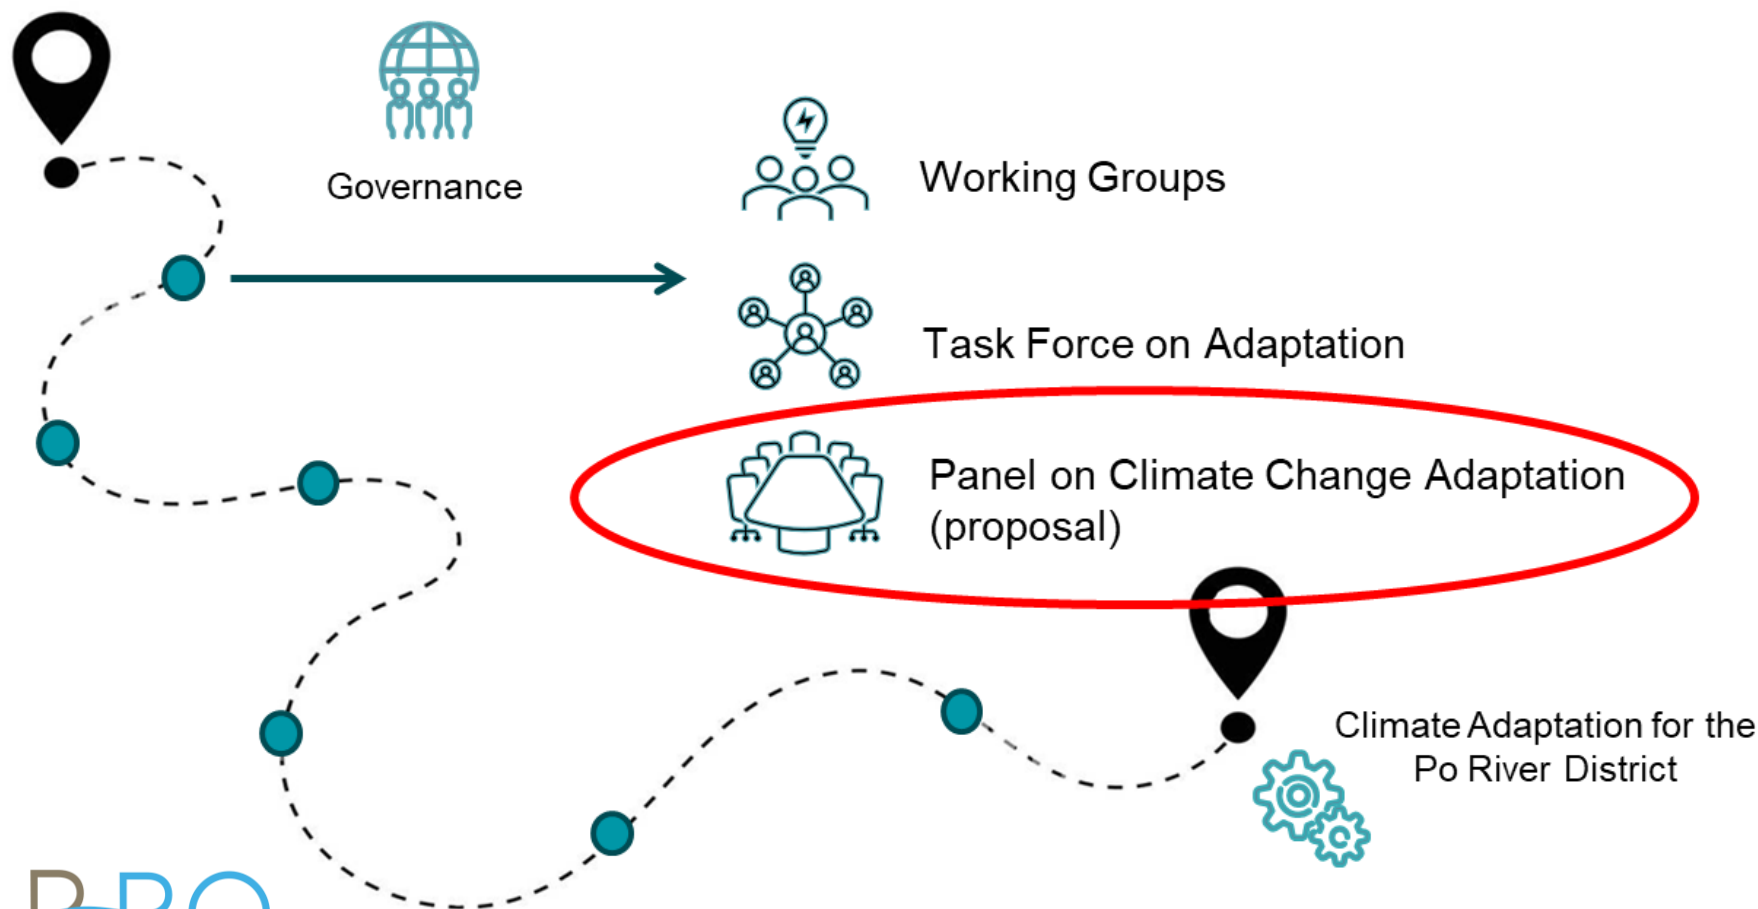 Governance
Working Groups
Task Force on Adaptation
Panel on Climate Change Adaptation
(proposal)
Climate Adaptation for the
Po River District